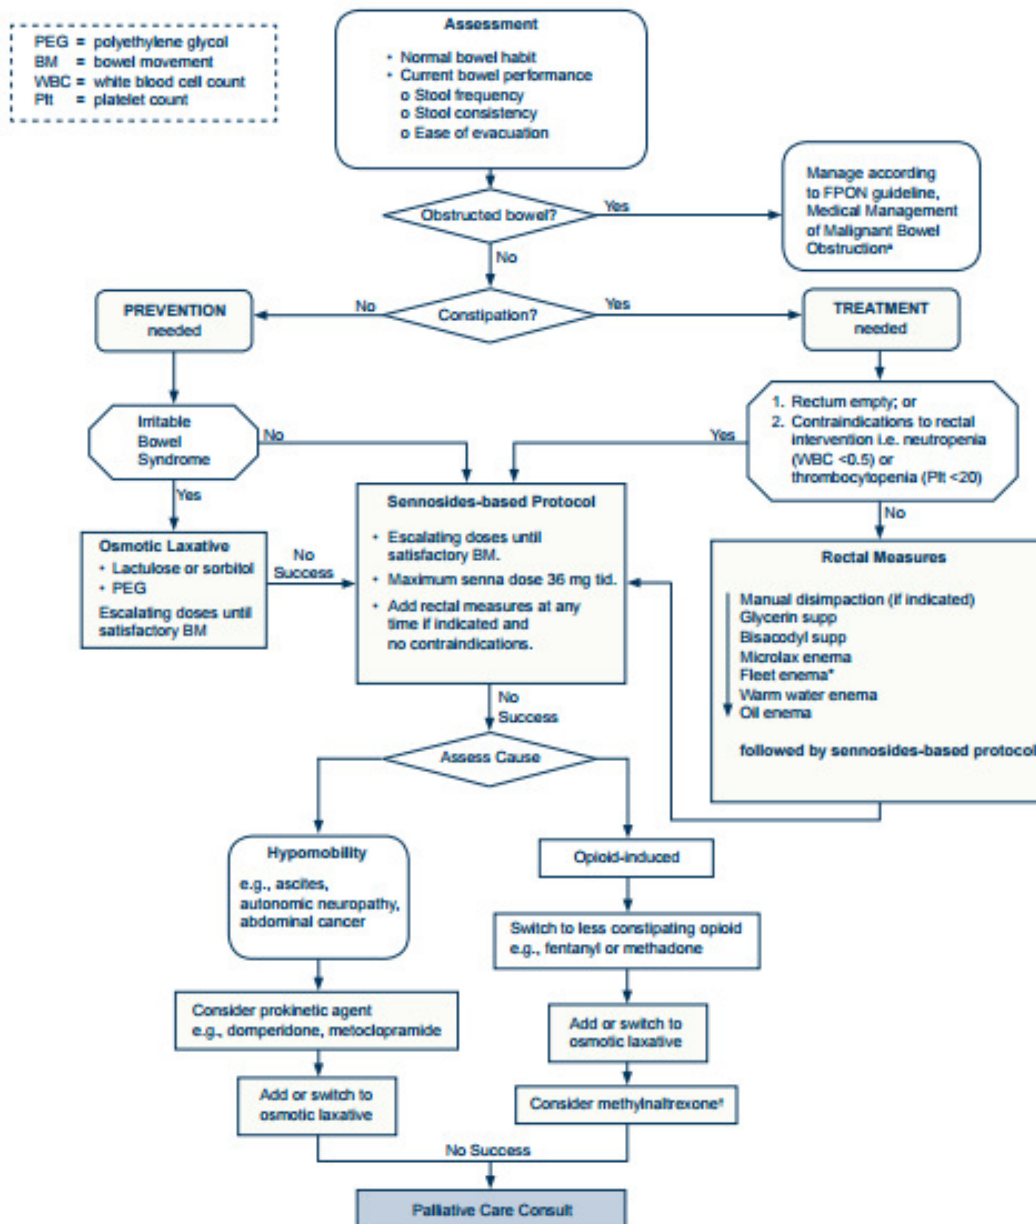 PEG = polyethylene glycol
BM = bowel movement
WBC = white blood cell count
Plt = platelet count
Assessment
• Normal bowel habit
• Current bowel performance
o Stool frequency
o Stool consistency
o Ease of evacuation
Obstructed bowel?
Yes
Manage according
to FPON guideline,
Medical Management
of Malignant Bowel
Obstructionª
No
PREVENTION
needed
No
Constipation?
Yes
TREATMENT
needed
Irritable
Bowel
Syndrome
No
Yes
1. Rectum empty; or
2. Contraindications to rectal
intervention i.e. neutropenia
(WBC <0.5) or
thrombocytopenia (Plt <20)
Yes
No
Osmotic Laxative
• Lactulose or sorbitol
• PEG
Escalating doses until
satisfactory BM
No
Success
Sennosides-based Protocol
• Escalating doses until
satisfactory BM.
• Maximum senna dose 36 mg tid.
• Add rectal measures at any
time if indicated and
no contraindications.
Rectal Measures
Manual disimpaction (if indicated)
Glycerin supp
Bisacodyl supp
Microlax enema
Fleet enema*
Warm water enema
Oil enema
followed by sennosides-based protocol
No
Success
Assess Cause
Hypomobility
e.g., ascites,
autonomic neuropathy,
abdominal cancer
Opioid-induced
Switch to less constipating opioid
e.g., fentanyl or methadone
Consider prokinetic agent
e.g., domperidone, metoclopramide
Add or switch to
osmotic laxative
Add or switch to
osmotic laxative
Consider methylnaltrexone
No Success
Palliative Care Consult